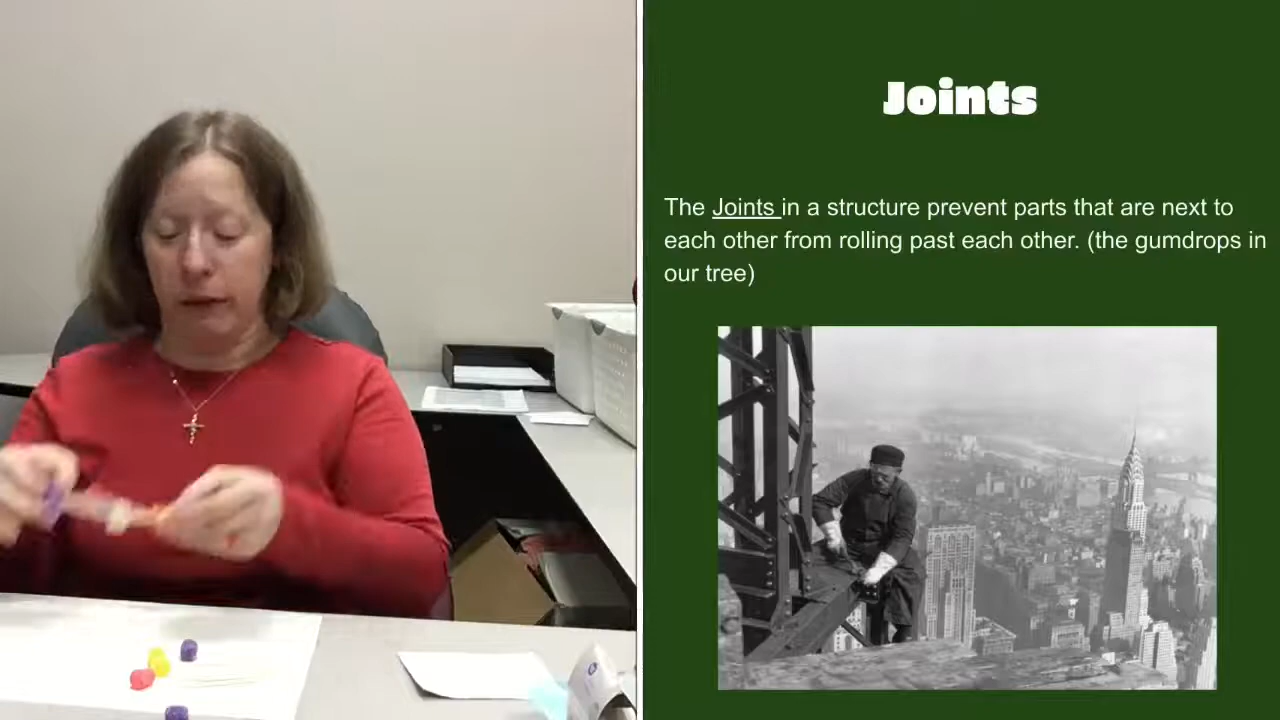 Joints
The Joints in a structure prevent parts that are next to
each other from rolling past each other. (the gumdrops in
our tree)